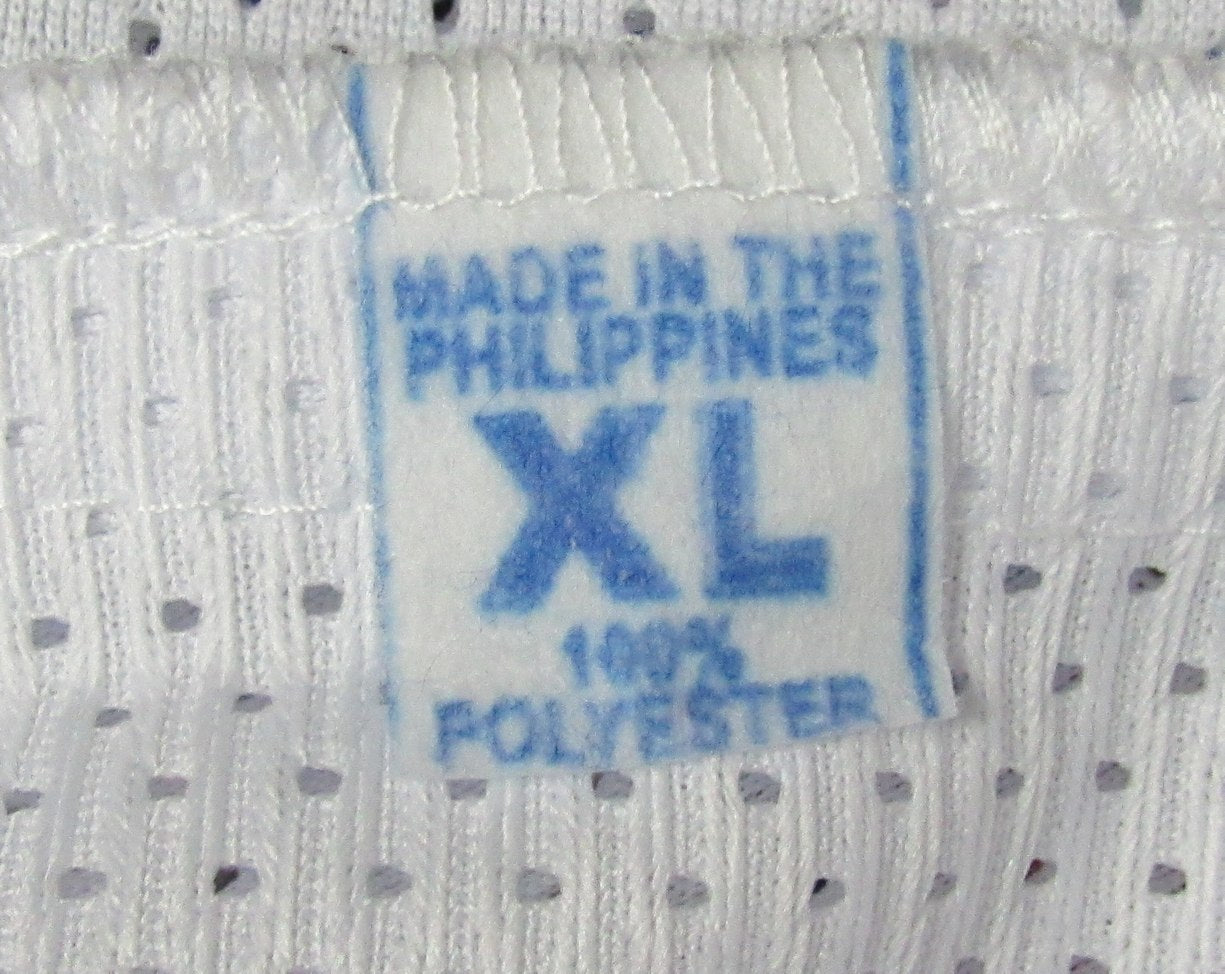 MADE IN THE
PHILIPPINES
XL
100%
POLYESTER